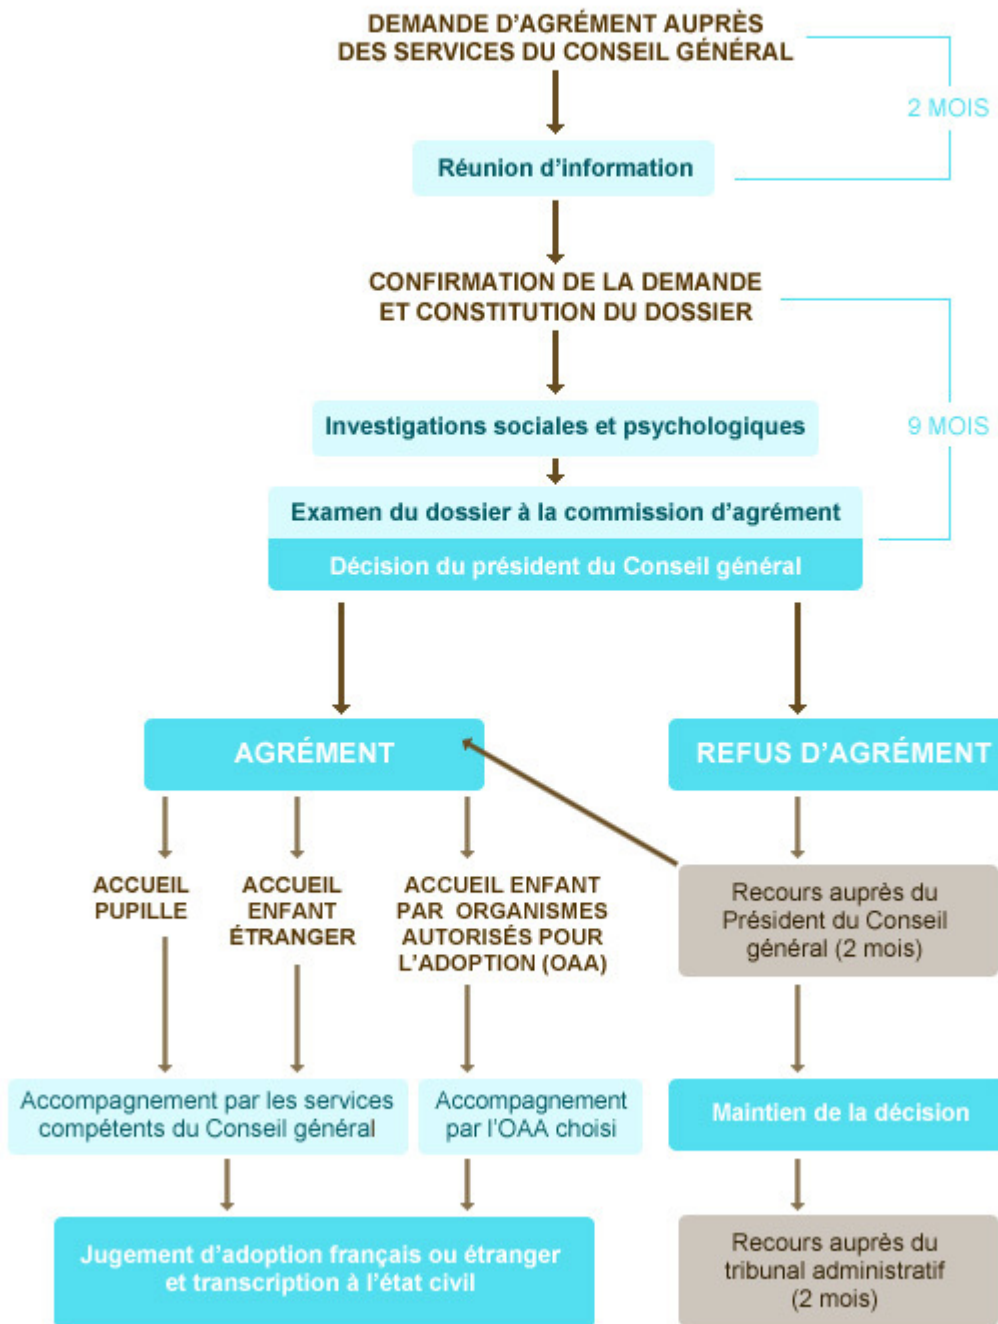 DEMANDE D'AGRÉMENT AUPRÈS
DES SERVICES DU CONSEIL GÉNÉRAL
2 MOIS
Réunion d'information
CONFIRMATION DE LA DEMANDE
ET CONSTITUTION DU DOSSIER
Investigations sociales et psychologiques
9 MOIS
Examen du dossier à la commission d'agrément
Décision du président du Conseil général
AGRÉMENT
REFUS D'AGRÉMENT
ACCUEIL
PUPILLE
ACCUEIL
ENFANT
ÉTRANGER
ACCUEIL ENFANT
PAR ORGANISMES
AUTORISÉS POUR
L'ADOPTION (OAA)
Recours auprès du
Président du Conseil
général (2 mois)
Accompagnement par les services
compétents du Conseil général
Accompagnement
par l'OAA choisi
Maintien de la décision
Jugement d'adoption français ou étranger
et transcription à l'état civil
Recours auprès du
tribunal administratif
(2 mois)